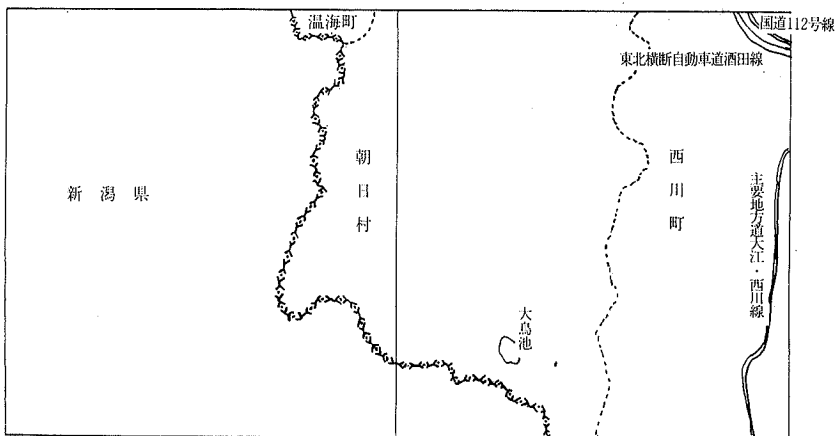 温海町
国道112号線
東北横断自動車道酒田線
新潟県
朝日村
西川町
主要地方道大江・西川線
大鳥池